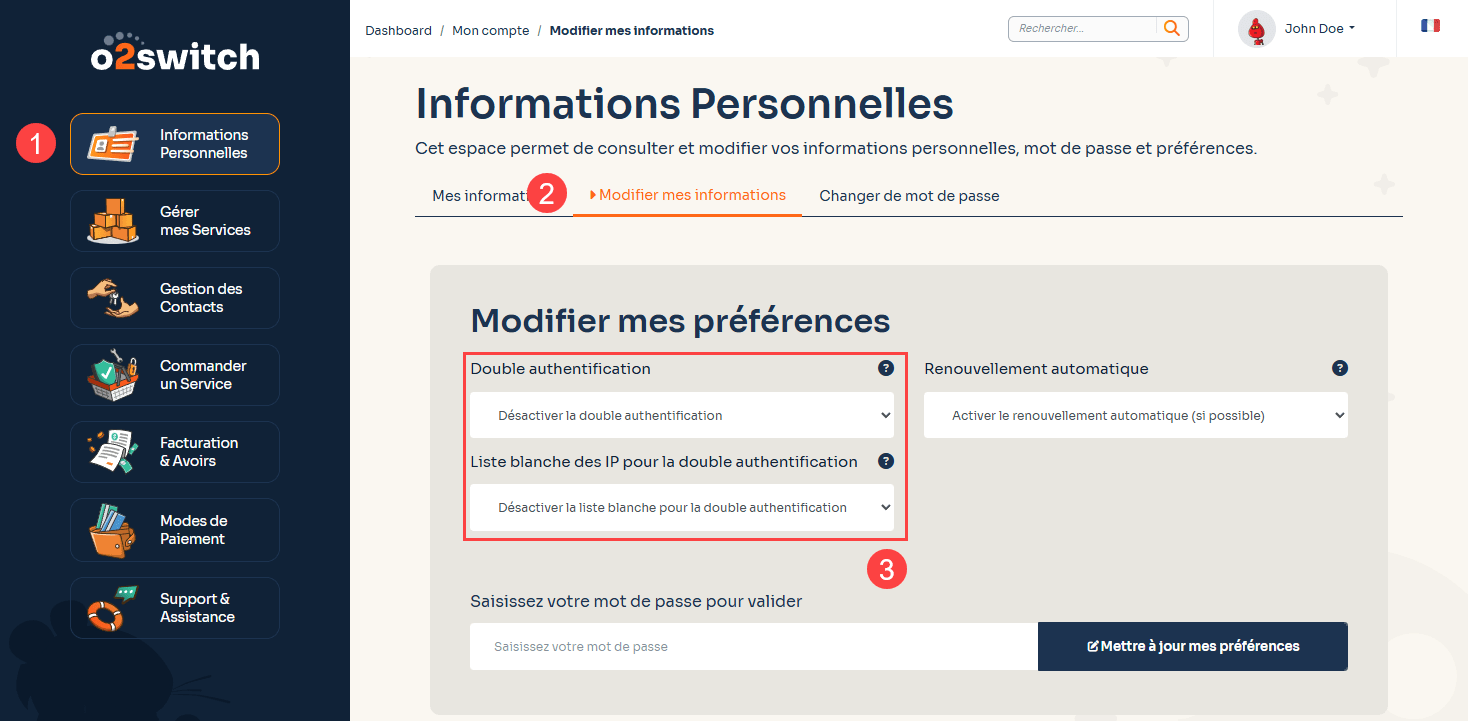 o2switch
Dashboard / Mon compte / Modifier mes informations
Rechercher...
John Doe
1
Informations
Personnelles
Gérer
mes Services
Gestion des
Contacts
Commander
un Service
Facturation
& Avoirs
Modes de
Paiement
Support &
Assistance
Informations Personnelles
Cet espace permet de consulter et modifier vos informations personnelles, mot de passe et préférences.
Mes informati 2 Modifier mes informations Changer de mot de passe
Modifier mes préférences
Double authentification ?
Désactiver la double authentification
Liste blanche des IP pour la double authentification ?
Désactiver la liste blanche pour la double authentification
3
Renouvellement automatique ?
Activer le renouvellement automatique (si possible)
Saisissez votre mot de passe pour valider
Saisissez votre mot de passe
Mettre à jour mes préférences